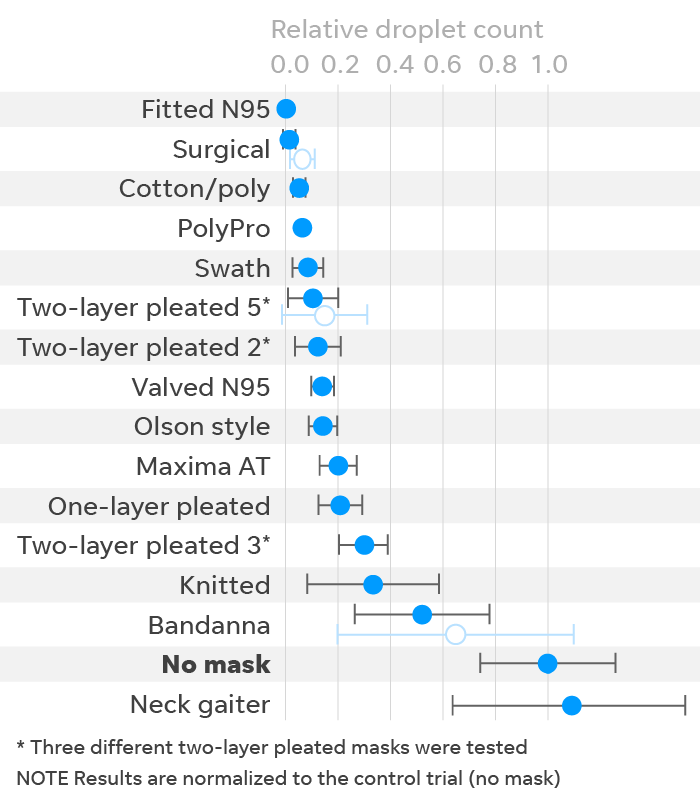 Relative droplet count
0.0 0.2 0.4 0.6 0.8 1.0
Fitted N95
Surgical
Cotton/poly
PolyPro
Swath
Two-layer pleated 5*
Two-layer pleated 2*
Valved N95
Olson style
Maxima AT
One-layer pleated
Two-layer pleated 3*
Knitted
Bandanna
No mask
Neck gaiter
* Three different two-layer pleated masks were tested
NOTE Results are normalized to the control trial (no mask)